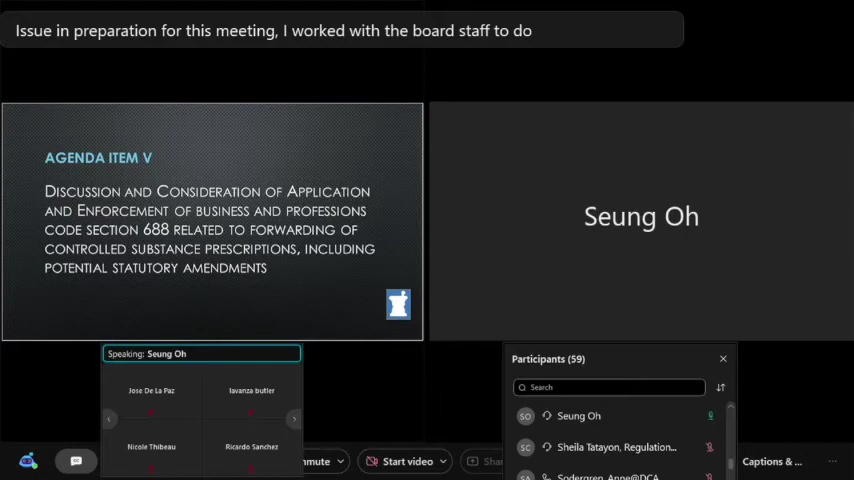 Issue in preparation for this meeting, I worked with the board staff to do
AGENDA ITEM V
DISCUSSION AND CONSIDERATION OF APPLICATION
AND ENFORCEMENT OF BUSINESS AND PROFESSIONS
CODE SECTION 688 RELATED TO FORWARDING OF
CONTROLLED SUBSTANCE PRESCRIPTIONS, INCLUDING
POTENTIAL STATUTORY AMENDMENTS
Seung Oh
Speaking: Seung Oh
Jose De La Paz
lavanza butler
Nicole Thibeau
Ricardo Sanchez
Participants (59)
Search
SO Seung Oh
SC Sheila Tatayon, Regulation...
Sodergren, Anne@DCA
mute
Start video
Shar
Captions & ...